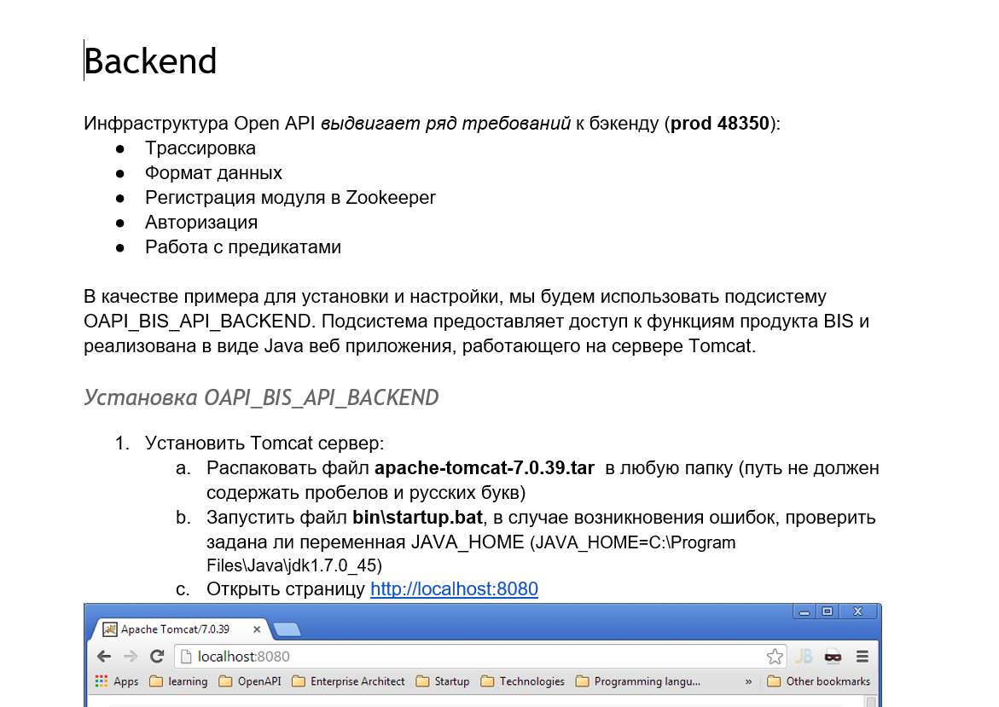 Backend
Инфраструктура Open API выдвигает ряд требований к бэкенду (prod 48350):
● Трассировка
● Формат данных
● Регистрация модуля в Zookeeper
● Авторизация
● Работа с предикатами
В качестве примера для установки и настройки, мы будем использовать подсистему
OAPI_BIS_API_BACKEND. Подсистема предоставляет доступ к функциям продукта BIS и
реализована в виде Java веб приложения, работающего на сервере Tomcat.
Установка OAPI_BIS_API_BACKEND
1. Установить Tomcat сервер:
a. Распаковать файл apache-tomcat-7.0.39.tar в любую папку (путь не должен
содержать пробелов и русских букв)
b. Запустить файл bin\startup.bat, в случае возникновения ошибок, проверить
задана ли переменная JAVA_HOME (JAVA_HOME=C:\Program
Files\Java\jdk1.7.0_45)
c. Открыть страницу http://localhost:8080
Apache Tomcat/7.0.39
localhost:8080 JB
Apps learning OpenAPI Enterprise Architect Startup Technologies Programming langu... » Other bookmarks